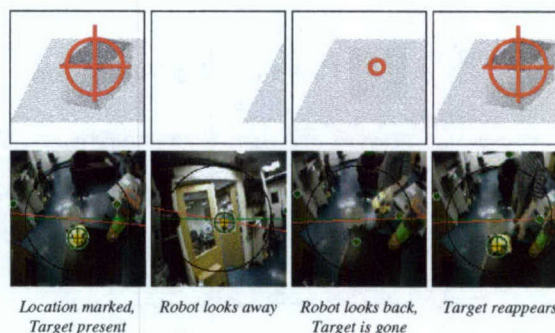 Location marked,
Target present
Robot looks away
Robot looks back,
Target is gone
Target reappears